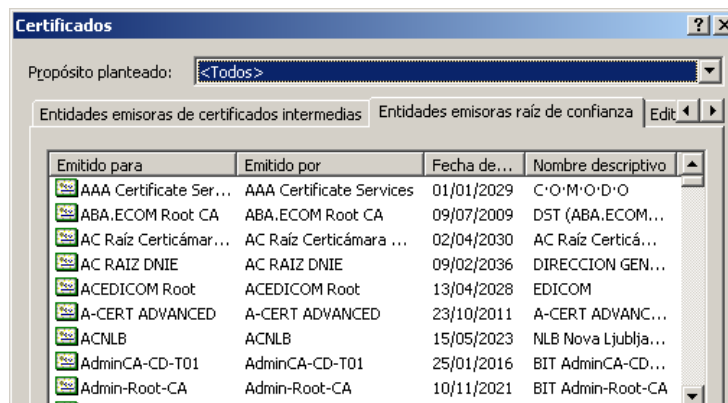 Certificados
Propósito planteado: <Todos>
Entidades emisoras de certificados intermedias Entidades emisoras raíz de confianza Edit
Emitido para Emitido por Fecha de... Nombre descriptivo
AAA Certificate Ser... AAA Certificate Services 01/01/2029 C·O·M·O·D·O
ABA.ECOM Root CA ABA.ECOM Root CA 09/07/2009 DST (ABA.ECOM...
AC Raíz Certicámar... AC Raíz Certicámara ... 02/04/2030 AC Raíz Certicá...
AC RAIZ DNIE AC RAIZ DNIE 09/02/2036 DIRECCION GEN...
ACEDICOM Root ACEDICOM Root 13/04/2028 EDICOM
A-CERT ADVANCED A-CERT ADVANCED 23/10/2011 A-CERT ADVANC...
ACNLB ACNLB 15/05/2023 NLB Nova Ljublja...
AdminCA-CD-T01 AdminCA-CD-T01 25/01/2016 BIT AdminCA-CD...
Admin-Root-CA Admin-Root-CA 10/11/2021 BIT Admin-Root-CA